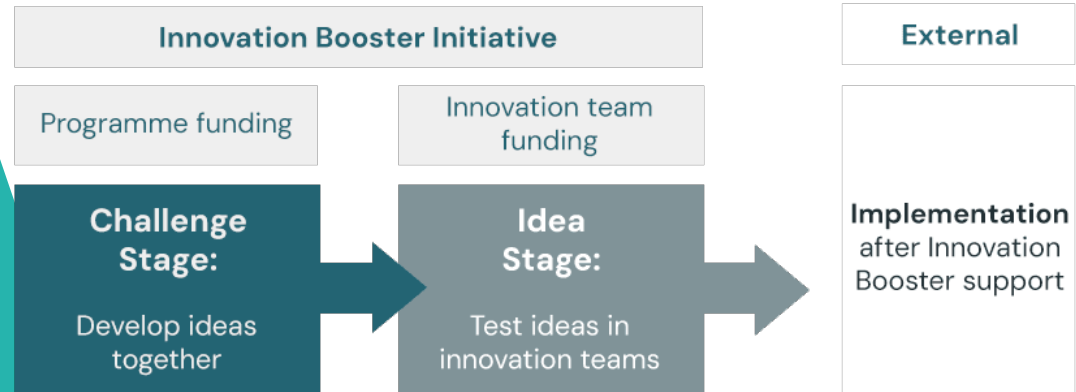 Innovation Booster Initiative
External
Programme funding
Innovation team
funding
Challenge
Stage:
Develop ideas
together
Idea
Stage:
Test ideas in
innovation teams
Implementation
after Innovation
Booster support